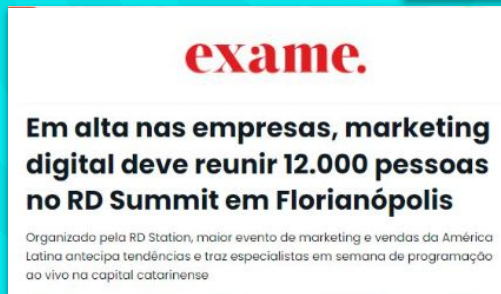 exame.
Em alta nas empresas, marketing
digital deve reunir 12.000 pessoas
no RD Summit em Florianópolis
Organizado pela RD Station, maior evento de marketing e vendas da América
Latina antecipa tendências e traz especialistas em semana de programação
ao vivo na capital catarinense